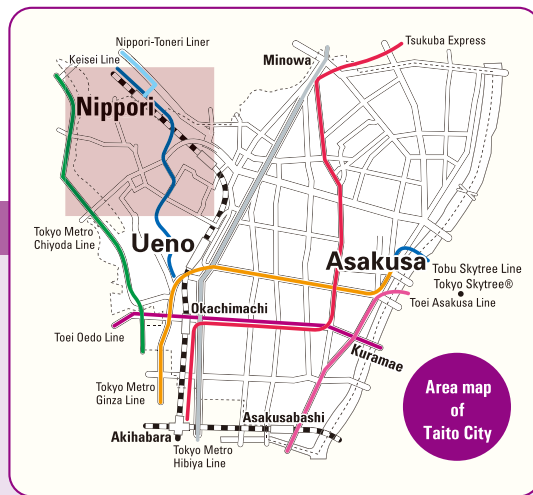 Nippori-Toneri Liner
Tsukuba Express
Keisei Line
Minowa
Nippori
Tokyo Metro
Chiyoda Line
Ueno
Asakusa
Tobu Skytree Line
Tokyo Skytree®
Toei Asakusa Line
Okachimachi
Toei Oedo Line
Kuramae
Tokyo Metro
Ginza Line
Asakusabashi
Akihabara
Tokyo Metro
Hibiya Line
Area map
of
Taito City